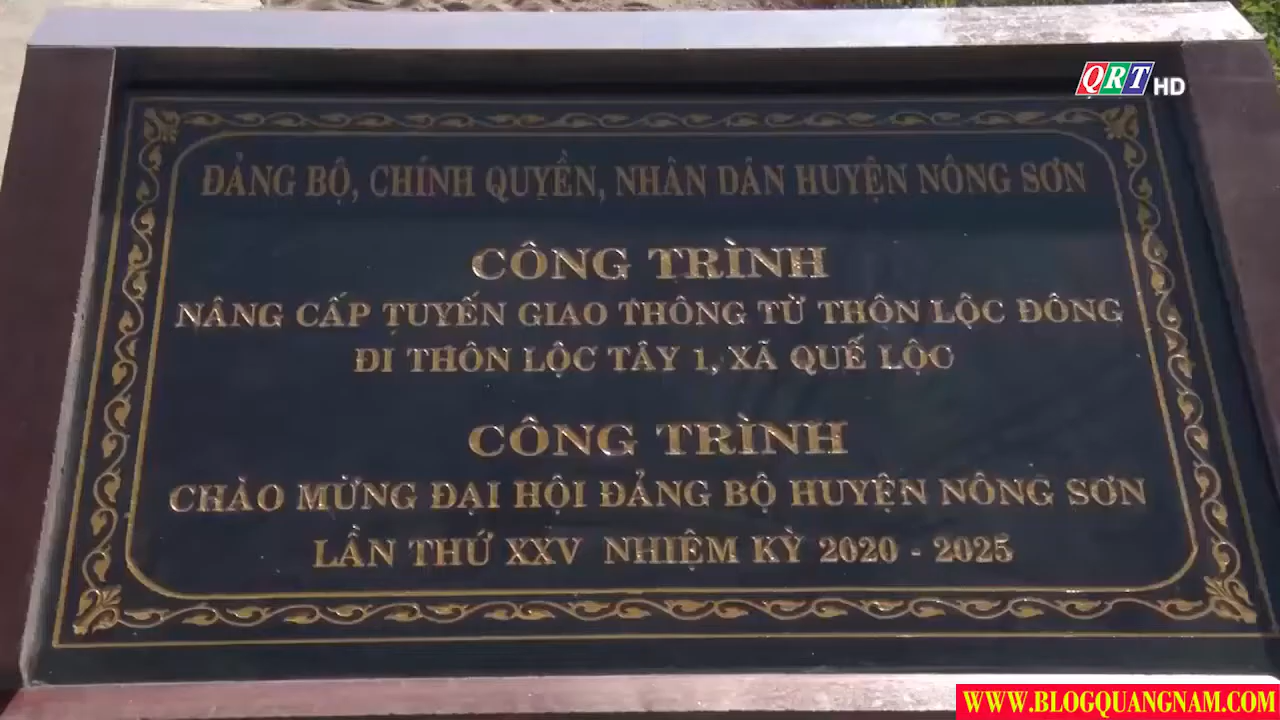 QRT HD
ĐẢNG BỘ, CHÍNH QUYỀN, NHÂN DÂN HUYỆN NÔNG SƠN
CÔNG TRÌNH
NÂNG CẤP TUYẾN GIAO THÔNG TỪ THÔN LỘC ĐÔNG
ĐI THÔN LỘC TÂY 1, XÃ QUẾ LỘC
CÔNG TRÌNH
CHÀO MỪNG ĐẠI HỘI ĐẢNG BỘ HUYỆN NÔNG SƠN
LẦN THỨ XXV NHIỆM KỲ 2020 - 2025
WWW.BLOGQUANGNAM.COM